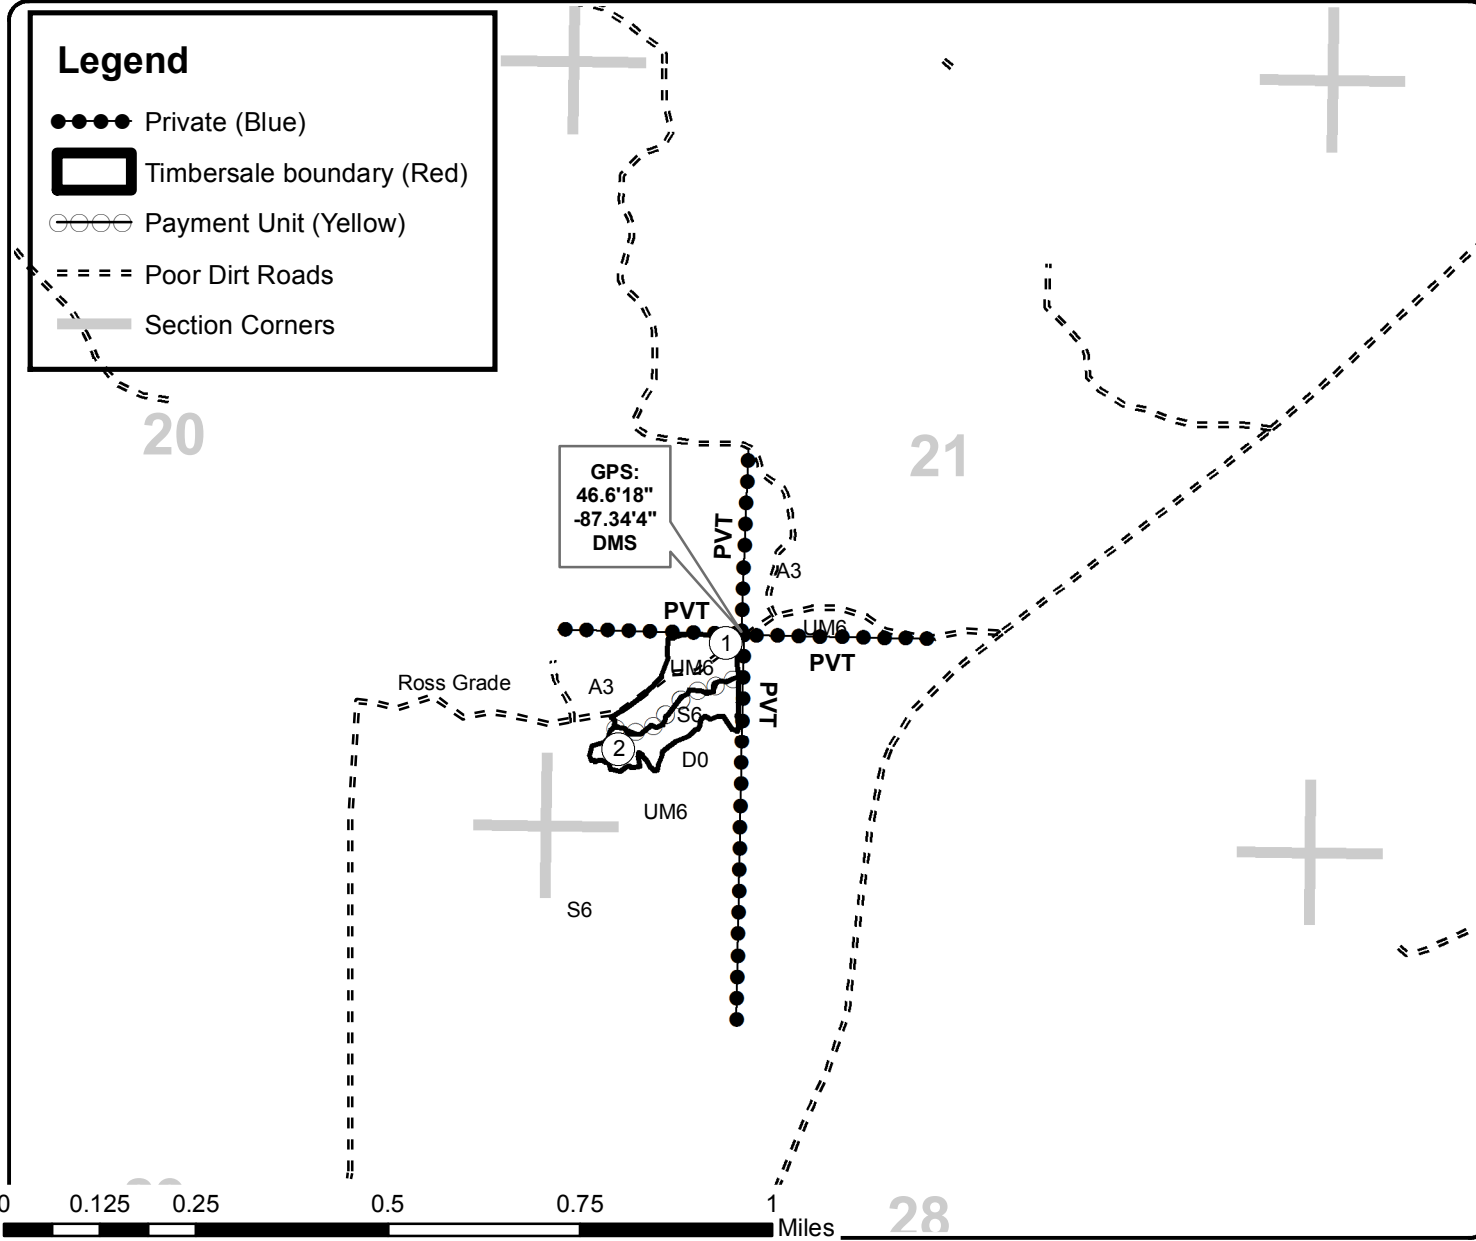 Legend
Private (Blue)
Timbersale boundary (Red)
Payment Unit (Yellow)
Poor Dirt Roads
Section Corners
20
21
GPS:
46.6'18"
-87.34'4"
DMS
PVT
A3
PVT
UM6
1
PVT
UM6
Ross Grade
A3
PVT
S6
2
D0
UM6
S6
28
0 0.125 0.25 0.5 0.75 1
Miles